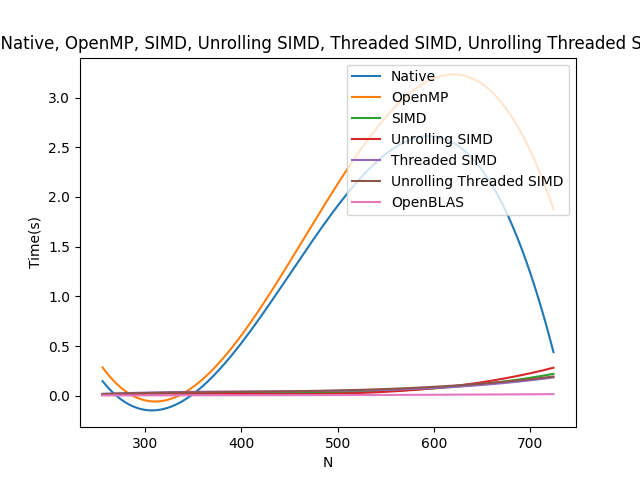 Native, OpenMP, SIMD, Unrolling SIMD, Threaded SIMD, Unrolling Threaded S
Native
OpenMP
SIMD
Unrolling SIMD
Threaded SIMD
Unrolling Threaded SIMD
OpenBLAS
Time(s)
3.0
2.5
2.0
1.5
1.0
0.5
0.0
300 400 500 600 700
N